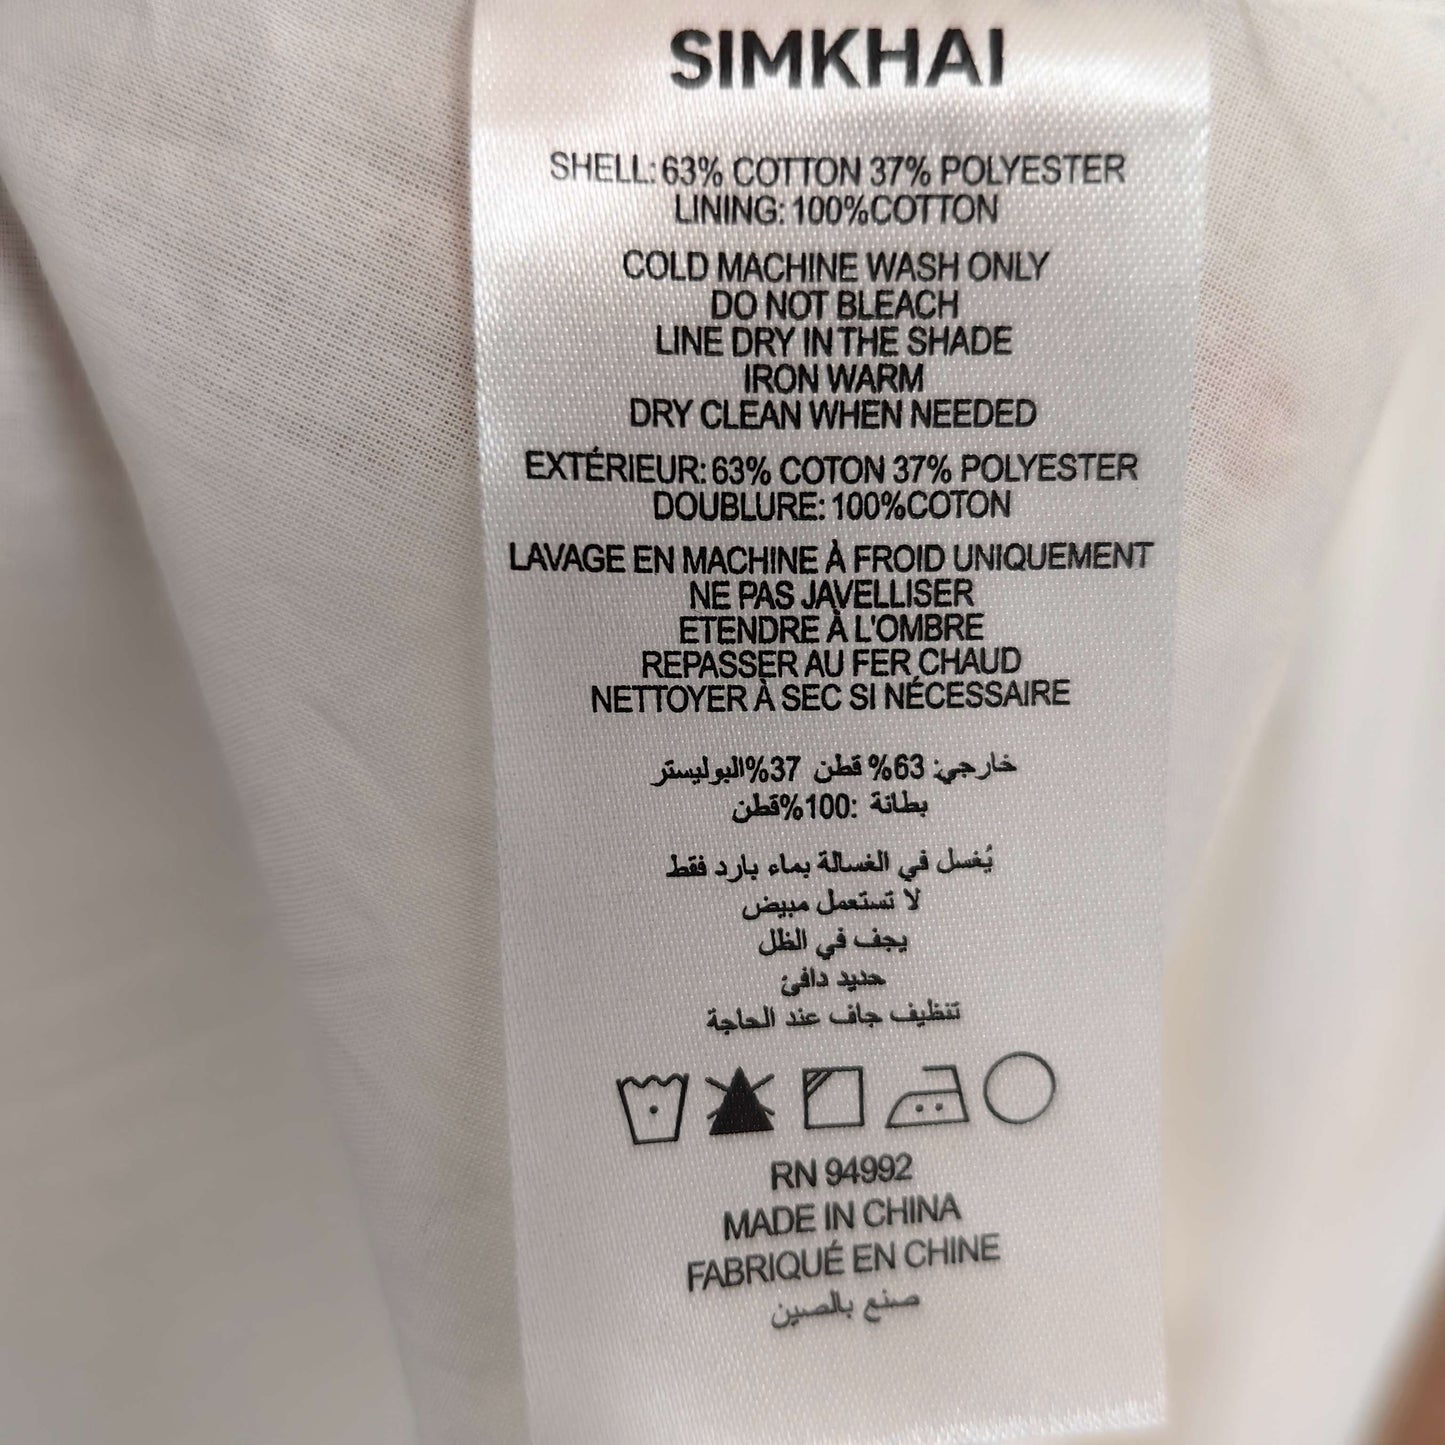 SIMKHAI
SHELL: 63% COTTON 37% POLYESTER
LINING: 100%COTTON
COLD MACHINE WASH ONLY
DO NOT BLEACH
LINE DRY IN THE SHADE
IRON WARM
DRY CLEAN WHEN NEEDED
EXTÉRIEUR: 63% COTON 37% POLYESTER
DOUBLURE: 100%COTON
LAVAGE EN MACHINE À FROID UNIQUEMENT
NE PAS JAVELLISER
ETENDRE À L'OMBRE
REPASSER AU FER CHAUD
NETTOYER À SEC SI NÉCESSAIRE
خارجي: 63% قطن 37%البوليستر
بطانة :100%قطن
يُغسل في الغسالة بماء بارد فقط
لا تستعمل مبيض
يجف في الظل
حديد دافئ
تنظيف جاف عند الحاجة
RN 94992
MADE IN CHINA
FABRIQUÉ EN CHINE
صنع بالصين